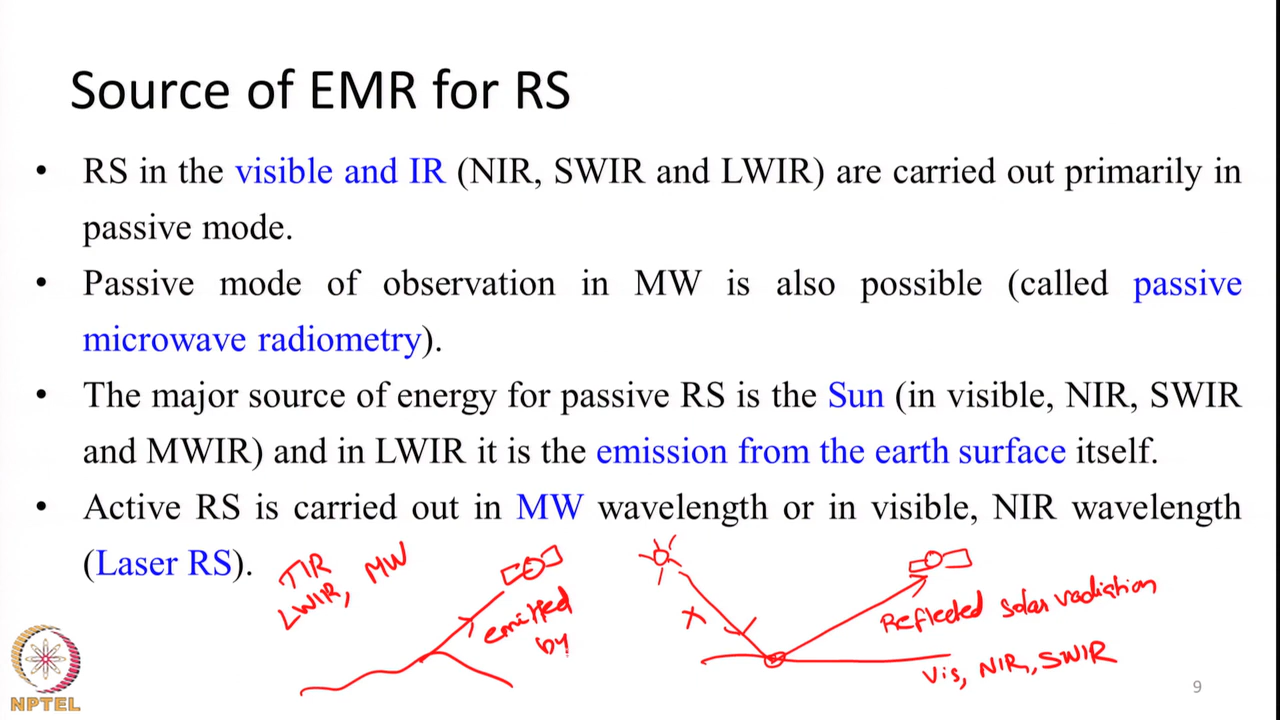 Source of EMR for RS
• RS in the visible and IR (NIR, SWIR and LWIR) are carried out primarily in
passive mode.
• Passive mode of observation in MW is also possible (called passive
microwave radiometry).
• The major source of energy for passive RS is the Sun (in visible, NIR, SWIR
and MWIR) and in LWIR it is the emission from the earth surface itself.
• Active RS is carried out in MW wavelength or in visible, NIR wavelength
(Laser RS).
TIR
LWIR, MW
emitted
by
X
Reflected solar radiation
Vis, NIR, SWIR
NPTEL
9